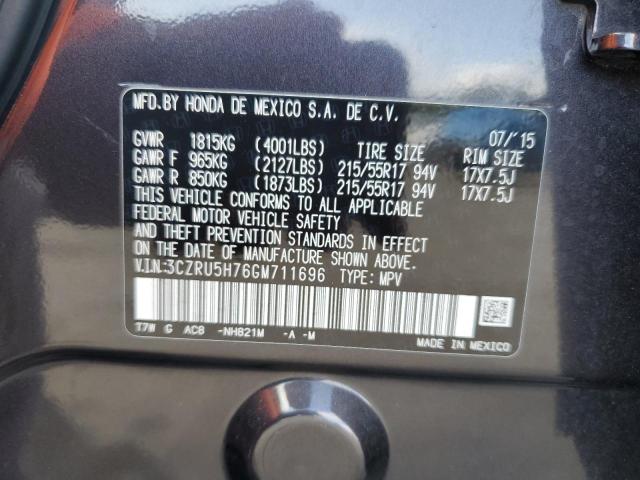 MFD.BY HONDA DE MEXICO S.A. DE C.V.
07/'15
GVWR 1815KG (4001LBS) TIRE SIZE RIM SIZE
GAWR F 965KG (2127LBS) 215/55R17 94V 17X7.5J
GAWR R 850KG (1873LBS) 215/55R17 94V 17X7.5J
THIS VEHICLE CONFORMS TO ALL APPLICABLE
FEDERAL MOTOR VEHICLE SAFETY
AND THEFT PREVENTION STANDARDS IN EFFECT
ON THE DATE OF MANUFACTURE SHOWN ABOVE.
V.I.N:3CZRU5H76GM711696 TYPE: MPV
T7W G AC8 -NH821M -A -M
MADE IN MEXICO